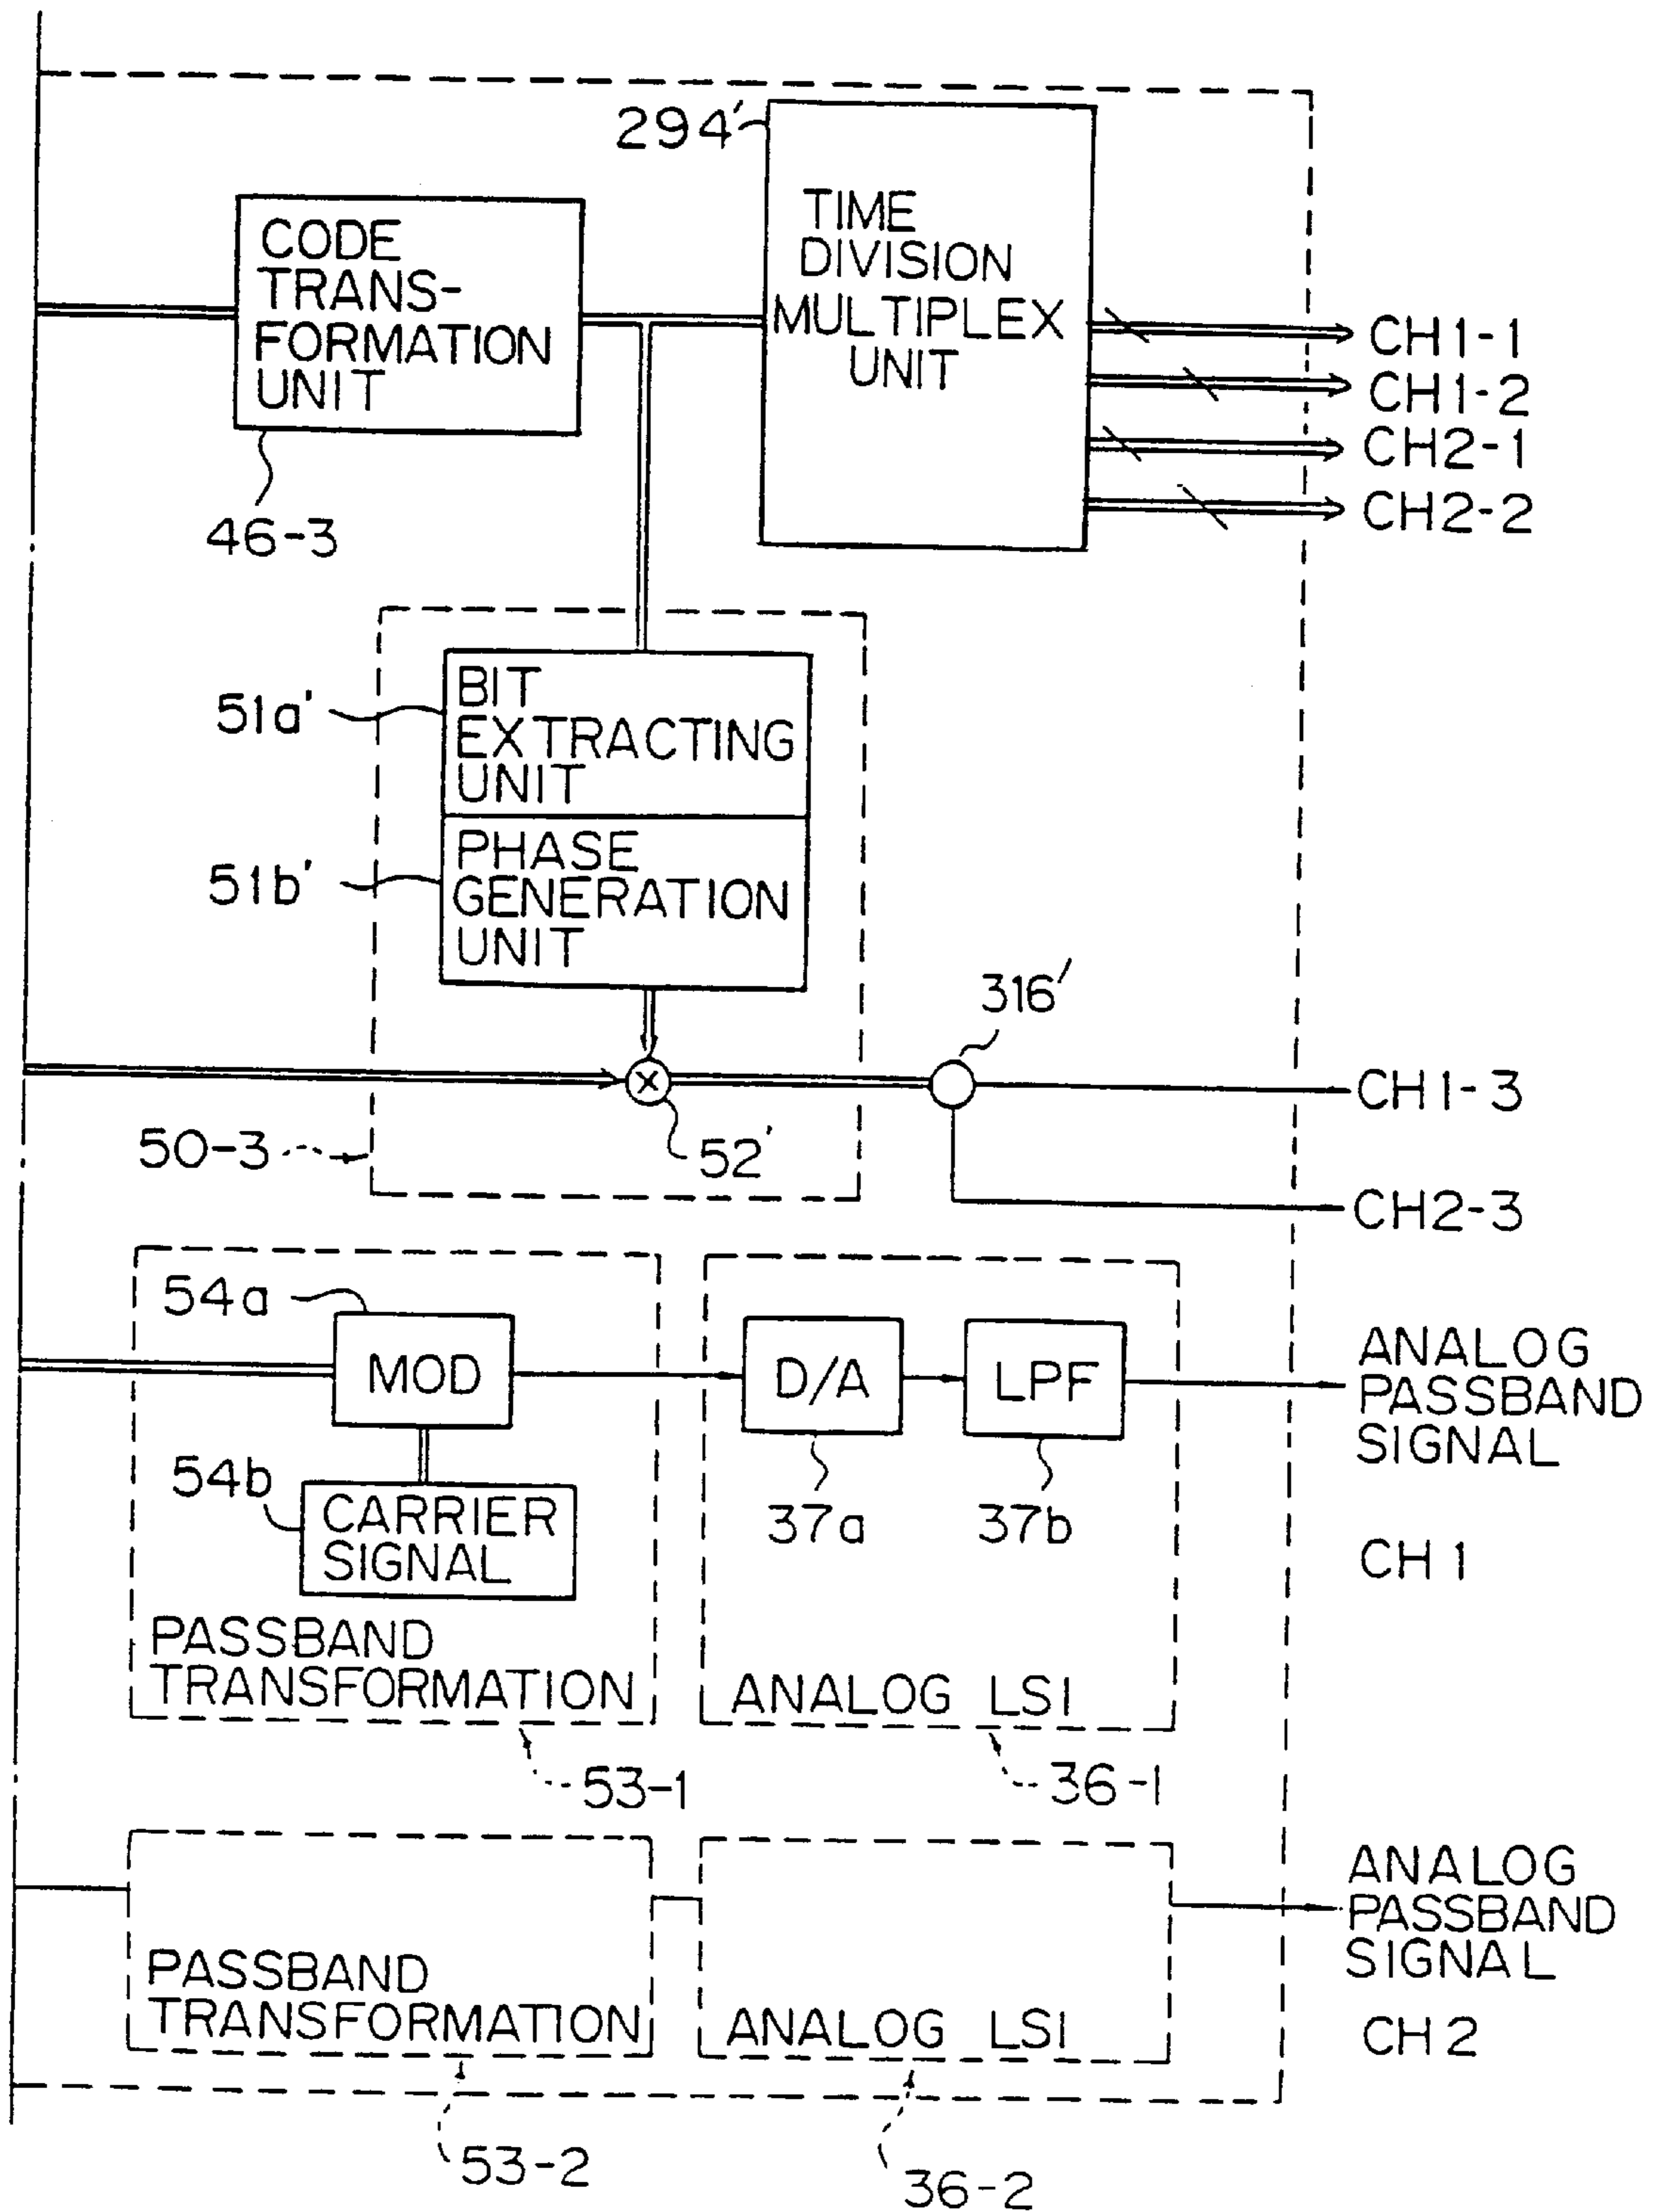 294'
TIME
DIVISION
MULTIPLEX
UNIT
CODE
TRANS-
FORMATION
UNIT
46-3
CH1-1
CH1-2
CH2-1
CH2-2
51a'
BIT
EXTRACTING
UNIT
51b'
PHASE
GENERATION
UNIT
316'
×
CH1-3
50-3
52'
CH2-3
54a
MOD
D/A
LPF
ANALOG
PASSBAND
SIGNAL
54b
CARRIER
SIGNAL
37a
37b
CH1
PASSBAND
TRANSFORMATION
ANALOG LSI
53-1
36-1
ANALOG
PASSBAND
SIGNAL
PASSBAND
TRANSFORMATION
ANALOG LSI
CH2
53-2
36-2